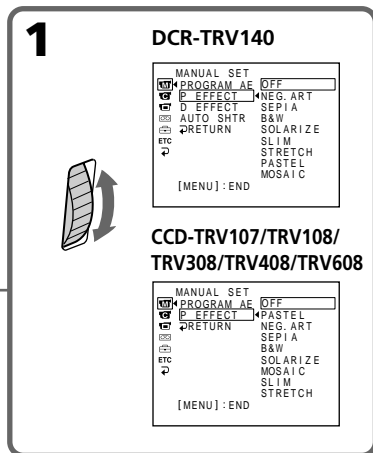 1
DCR-TRV140
MANUAL SET
PROGRAM AE OFF
P EFFECT NEG. ART
D EFFECT SEPIA
AUTO SHTR B&W
RETURN SOLARIZE
ETC SLIM
STRETCH
PASTEL
MOSAIC
[MENU] : END
CCD-TRV107/TRV108/
TRV308/TRV408/TRV608
MANUAL SET
PROGRAM AE OFF
P EFFECT PASTEL
RETURN NEG. ART
SEPIA
B&W
ETC SOLARIZE
MOSAIC
SLIM
STRETCH
[MENU] : END